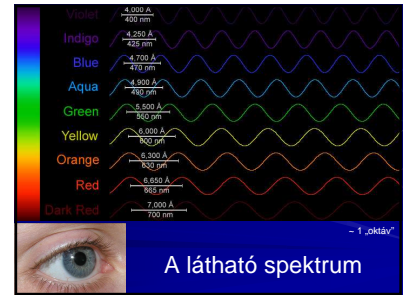 Violet 4,000 Å
400 nm
Indigo 4,250 Å
425 nm
Blue 4,700 Å
470 nm
Aqua 4,900 Å
490 nm
Green 5,500 Å
550 nm
Yellow 6,000 Å
600 nm
Orange 6,300 Å
630 nm
Red 6,650 Å
665 nm
Dark Red 7,000 Å
700 nm
~ 1 „oktáv”
A látható spektrum